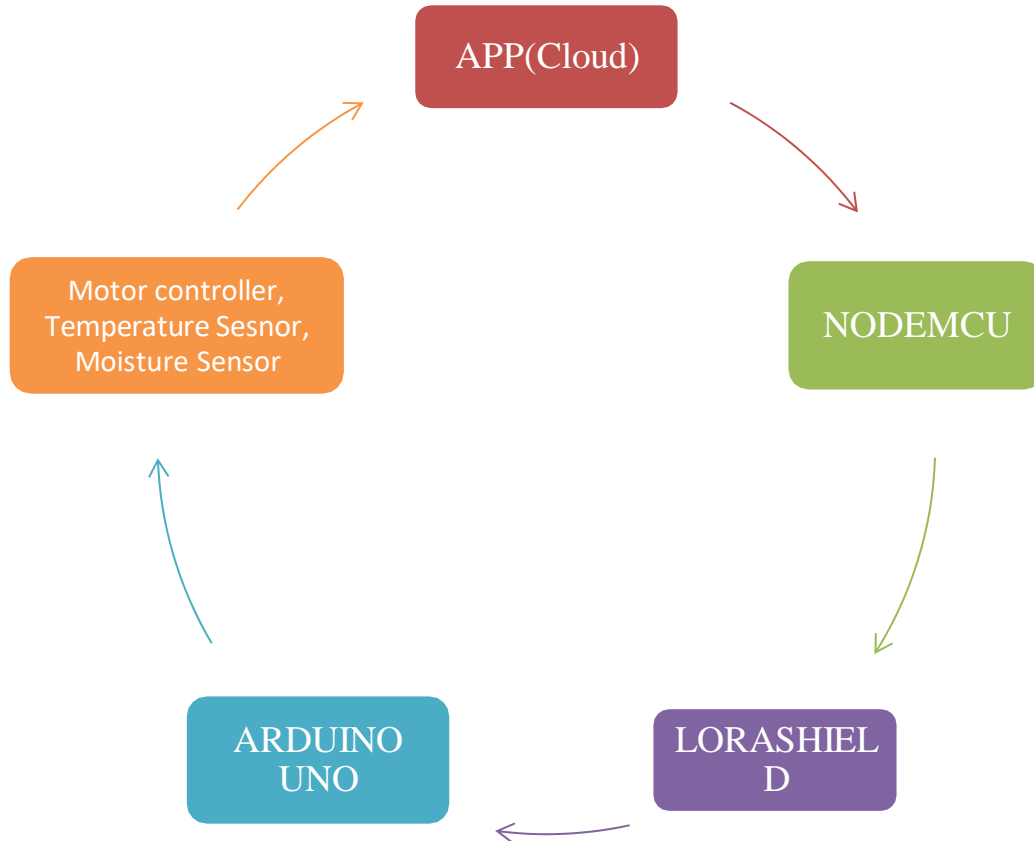 APP(Cloud)
NODEMCU
LORASHIEL
D
ARDUINO
UNO
Motor controller,
Temperature Sesnor,
Moisture Sensor